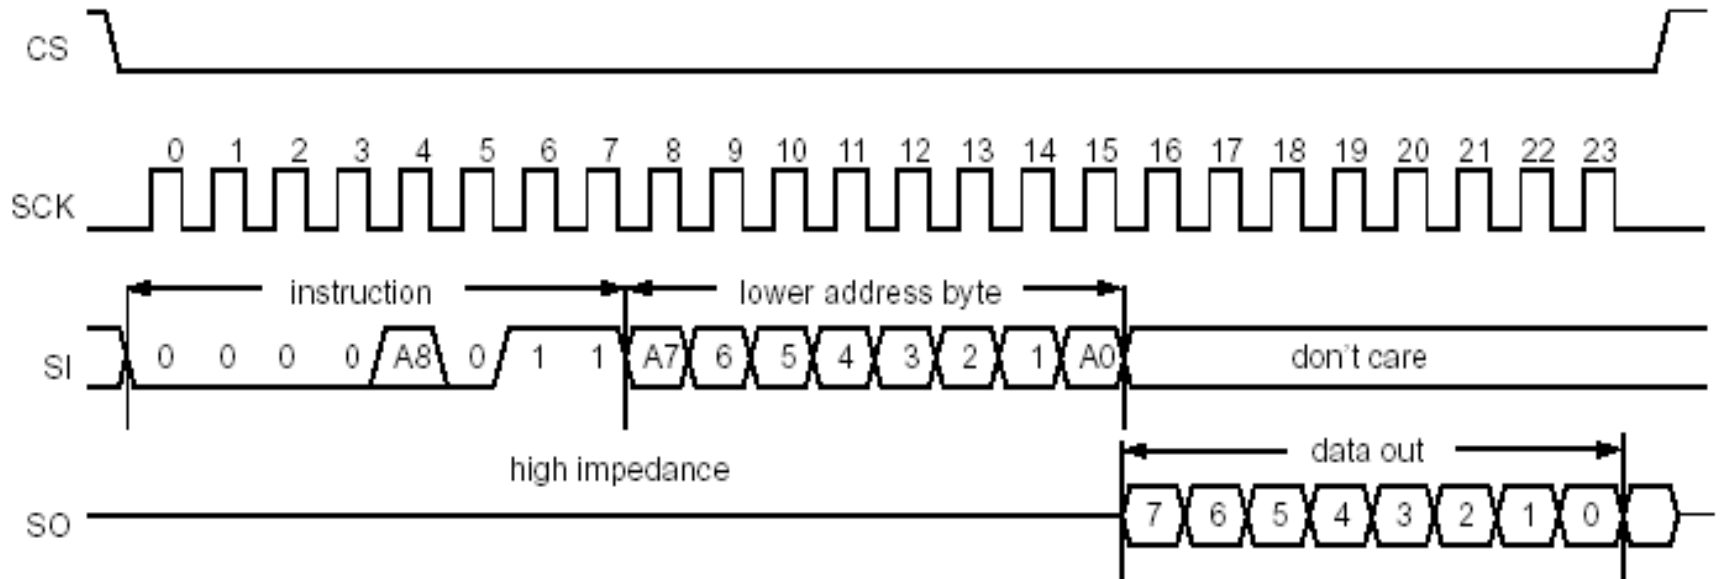 CS
0 1 2 3 4 5 6 7 8 9 10 11 12 13 14 15 16 17 18 19 20 21 22 23
SCK
instruction lower address byte
SI 0 0 0 0 A8 0 1 1 A7 6 5 4 3 2 1 A0 don't care
data out
high impedance
SO 7 6 5 4 3 2 1 0